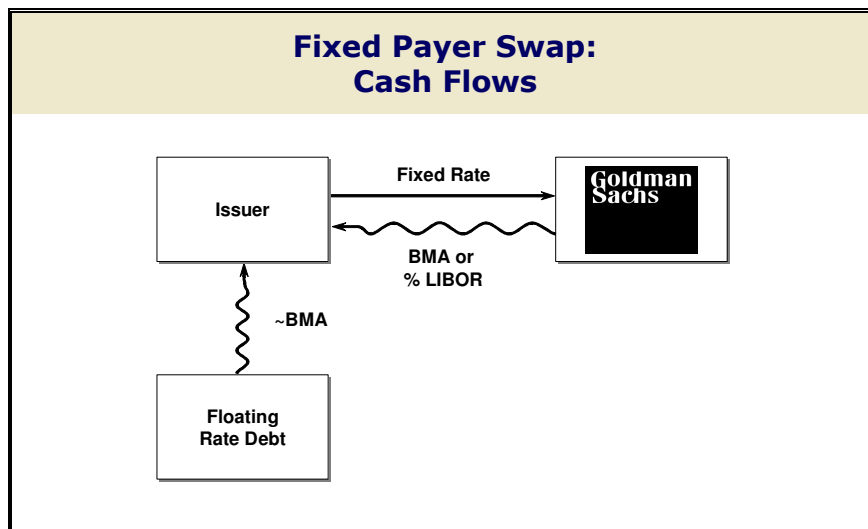 Fixed Payer Swap:
Cash Flows
Issuer
Fixed Rate
Goldman
Sachs
BMA or
% LIBOR
~BMA
Floating
Rate Debt